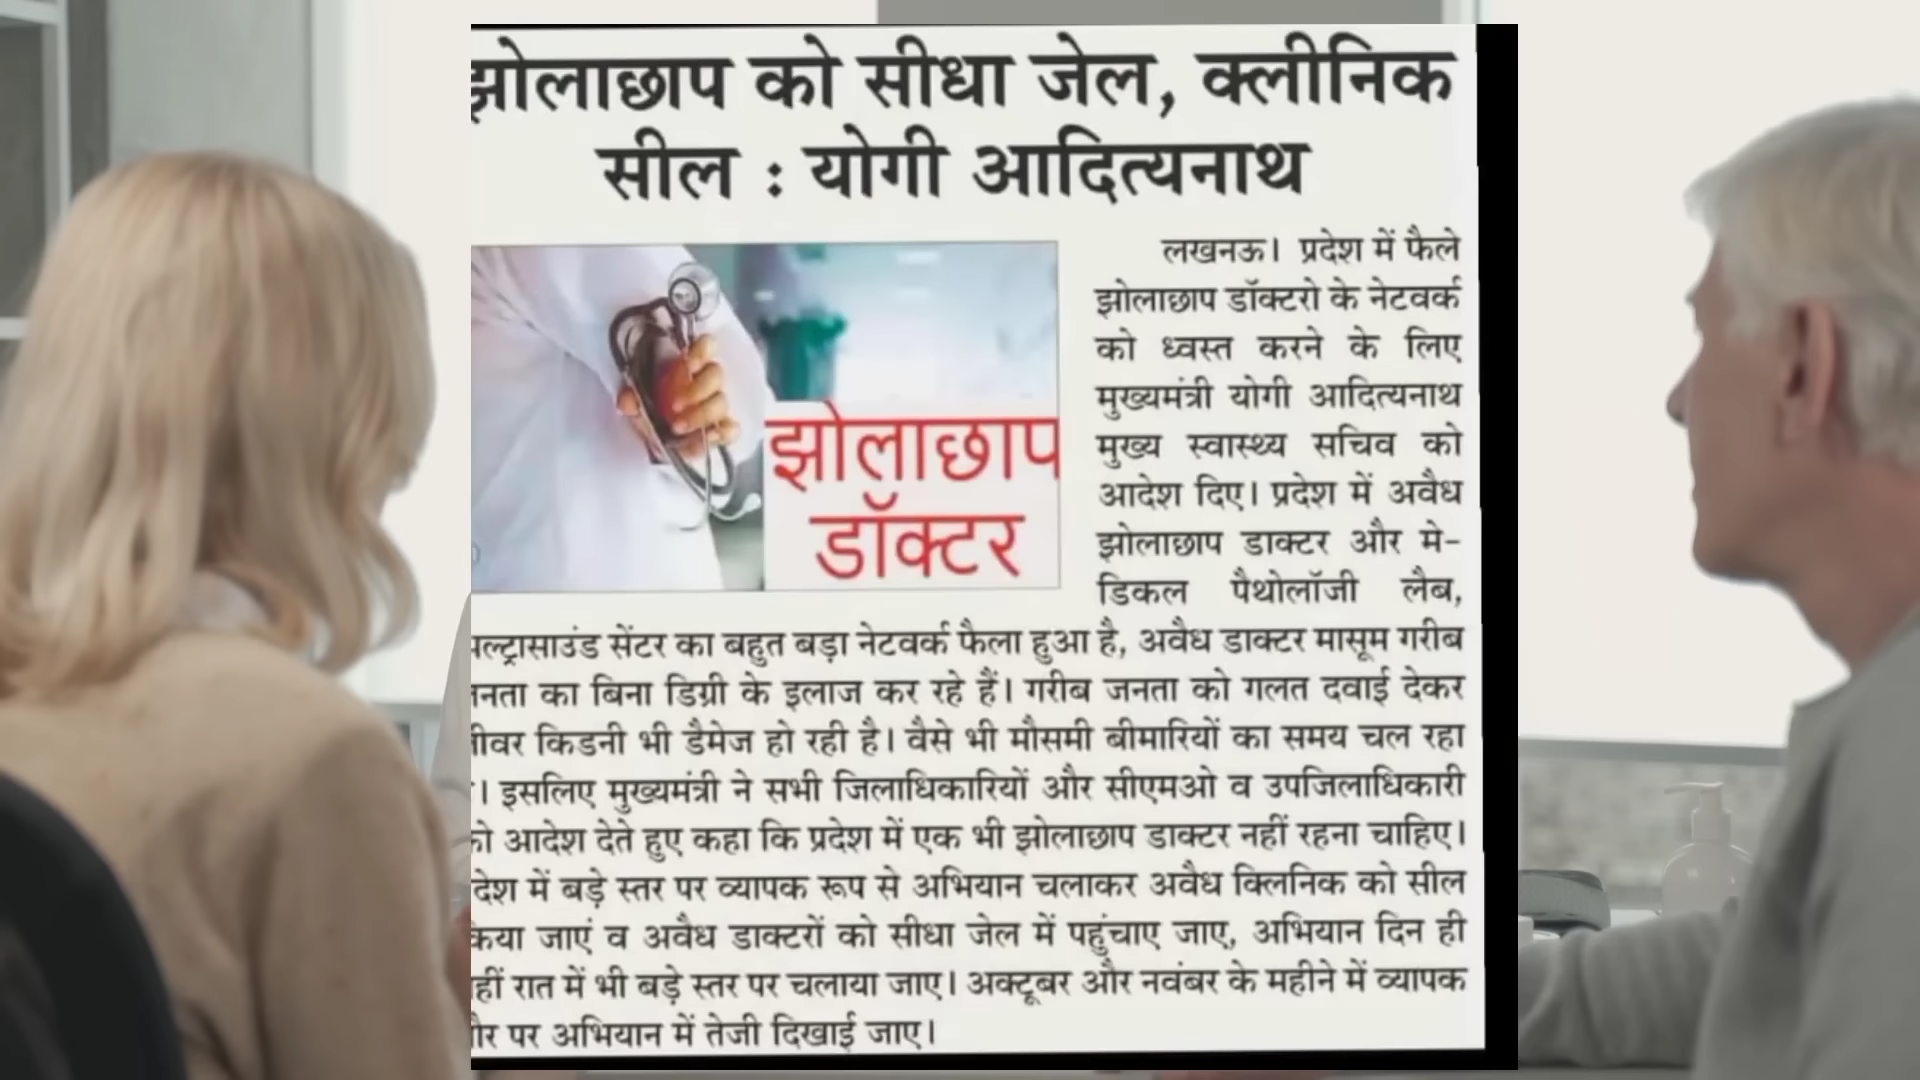 झोलाछाप को सीधा जेल, क्लीनिक
सील : योगी आदित्यनाथ
झोलाछाप
डॉक्टर
लखनऊ। प्रदेश में फैले
झोलाछाप डॉक्टरो के नेटवर्क
को ध्वस्त करने के लिए
मुख्यमंत्री योगी आदित्यनाथ
मुख्य स्वास्थ्य सचिव को
आदेश दिए। प्रदेश में अवैध
झोलाछाप डाक्टर और मे-
डिकल पैथोलॉजी लैब,
सेंटर का बहुत बड़ा नेटवर्क फैला हुआ है, अवैध डाक्टर मासूम गरीब
का बिना डिग्री के इलाज कर रहे हैं। गरीब जनता को गलत दवाई देकर
किडनी भी डैमेज हो रही है। वैसे भी मौसमी बीमारियों का समय चल रहा
। इसलिए मुख्यमंत्री ने सभी जिलाधिकारियों और सीएमओ व उपजिलाधिकारी
आदेश देते हुए कहा कि प्रदेश में एक भी झोलाछाप डाक्टर नहीं रहना चाहिए।
देश में बड़े स्तर पर व्यापक रूप से अभियान चलाकर अवैध क्लिनिक को सील
जाएं व अवैध डाक्टरों को सीधा जेल में पहुंचाए जाए, अभियान दिन ही
हीं रात में भी बड़े स्तर पर चलाया जाए। अक्टूबर और नवंबर के महीने में व्यापक
पर अभियान में तेजी दिखाई जाए।